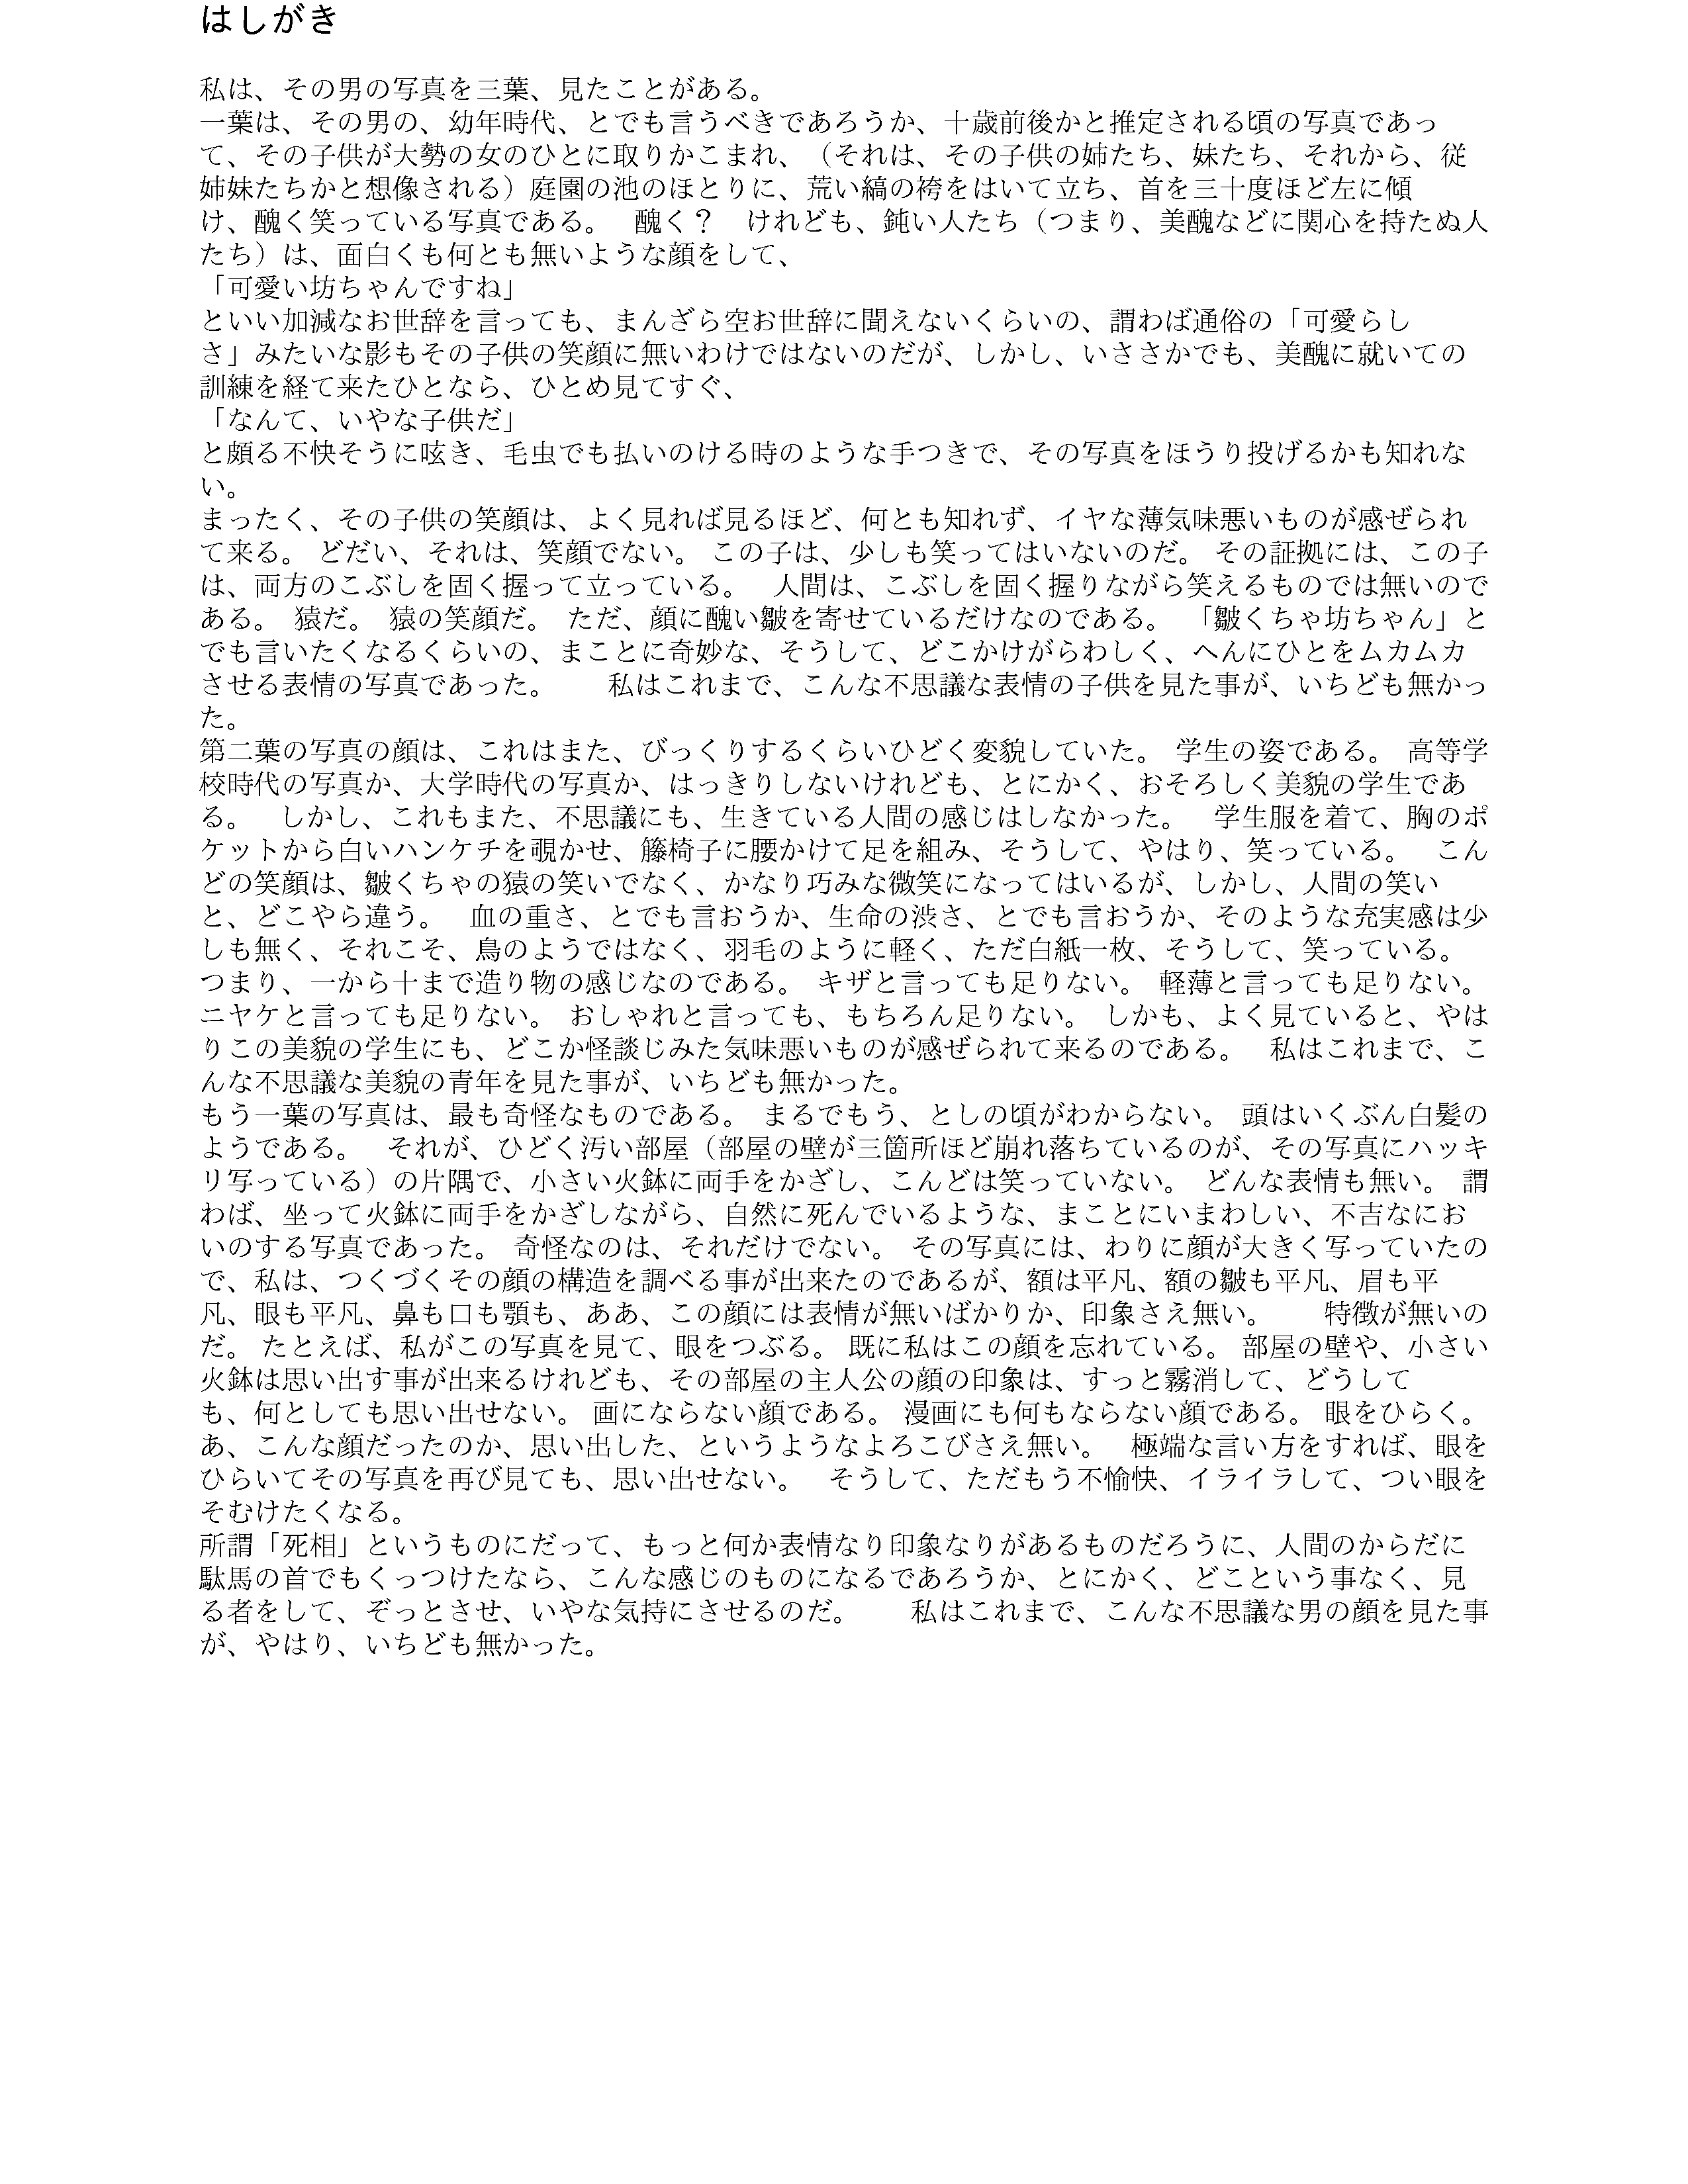 はしがき
私は、その男の写真を三葉、見たことがある。
一葉は、その男の、幼年時代、とでも言うべきであろうか、十歳前後かと推定される頃の写真であっ
て、その子供が大勢の女のひとに取りかこまれ、（それは、その子供の姉たち、妹たち、それから、従
姉妹たちかと想像される）庭園の池のほとりに、荒い縞の袴をはいて立ち、首を三十度ほど左に傾
け、醜く笑っている写真である。　醜く？　けれども、鈍い人たち（つまり、美醜などに関心を持たぬ人
たち）は、面白くも何とも無いような顔をして、
「可愛い坊ちゃんですね」
といい加減なお世辞を言っても、まんざら空お世辞に聞えないくらいの、謂わば通俗の「可愛らし
さ」みたいな影もその子供の笑顔に無いわけではないのだが、しかし、いささかでも、美醜に就いての
訓練を経て来たひとなら、ひとめ見てすぐ、
「なんて、いやな子供だ」
と頗る不快そうに呟き、毛虫でも払いのける時のような手つきで、その写真をほうり投げるかも知れな
い。
まったく、その子供の笑顔は、よく見れば見るほど、何とも知れず、イヤな薄気味悪いものが感ぜられ
て来る。 どだい、それは、笑顔でない。 この子は、少しも笑ってはいないのだ。 その証拠には、この子
は、両方のこぶしを固く握って立っている。　人間は、こぶしを固く握りながら笑えるものでは無いので
ある。 猿だ。 猿の笑顔だ。 ただ、顔に醜い皺を寄せているだけなのである。 「皺くちゃ坊ちゃん」と
でも言いたくなるくらいの、まことに奇妙な、そうして、どこかけがらわしく、へんにひとをムカムカ
させる表情の写真であった。　　私はこれまで、こんな不思議な表情の子供を見た事が、いちども無かっ
た。
第二葉の写真の顔は、これはまた、びっくりするくらいひどく変貌していた。 学生の姿である。 高等学
校時代の写真か、大学時代の写真か、はっきりしないけれども、とにかく、おそろしく美貌の学生であ
る。　しかし、これもまた、不思議にも、生きている人間の感じはしなかった。　学生服を着て、胸のポ
ケットから白いハンケチを覗かせ、籐椅子に腰かけて足を組み、そうして、やはり、笑っている。　こん
どの笑顔は、皺くちゃの猿の笑いでなく、かなり巧みな微笑になってはいるが、しかし、人間の笑い
と、どこやら違う。　血の重さ、とでも言おうか、生命の渋さ、とでも言おうか、そのような充実感は少
しも無く、それこそ、鳥のようではなく、羽毛のように軽く、ただ白紙一枚、そうして、笑っている。
つまり、一から十まで造り物の感じなのである。 キザと言っても足りない。 軽薄と言っても足りない。
ニヤケと言っても足りない。 おしゃれと言っても、もちろん足りない。 しかも、よく見ていると、やは
りこの美貌の学生にも、どこか怪談じみた気味悪いものが感ぜられて来るのである。　私はこれまで、こ
んな不思議な美貌の青年を見た事が、いちども無かった。
もう一葉の写真は、最も奇怪なものである。 まるでもう、としの頃がわからない。 頭はいくぶん白髪の
ようである。　それが、ひどく汚い部屋（部屋の壁が三箇所ほど崩れ落ちているのが、その写真にハッキ
リ写っている）の片隅で、小さい火鉢に両手をかざし、こんどは笑っていない。 どんな表情も無い。 謂
わば、坐って火鉢に両手をかざしながら、自然に死んでいるような、まことにいまわしい、不吉なにお
いのする写真であった。 奇怪なのは、それだけでない。 その写真には、わりに顔が大きく写っていたの
で、私は、つくづくその顔の構造を調べる事が出来たのであるが、額は平凡、額の皺も平凡、眉も平
凡、眼も平凡、鼻も口も顎も、ああ、この顔には表情が無いばかりか、印象さえ無い。　　特徴が無いの
だ。 たとえば、私がこの写真を見て、眼をつぶる。 既に私はこの顔を忘れている。 部屋の壁や、小さい
火鉢は思い出す事が出来るけれども、その部屋の主人公の顔の印象は、すっと霧消して、どうして
も、何としても思い出せない。 画にならない顔である。 漫画にも何もならない顔である。 眼をひらく。
あ、こんな顔だったのか、思い出した、というようなよろこびさえ無い。　極端な言い方をすれば、眼を
ひらいてその写真を再び見ても、思い出せない。　そうして、ただもう不愉快、イライラして、つい眼を
そむけたくなる。
所謂「死相」というものにだって、もっと何か表情なり印象なりがあるものだろうに、人間のからだに
駄馬の首でもくっつけたなら、こんな感じのものになるであろうか、とにかく、どこという事なく、見
る者をして、ぞっとさせ、いやな気持にさせるのだ。　　私はこれまで、こんな不思議な男の顔を見た事
が、やはり、いちども無かった。